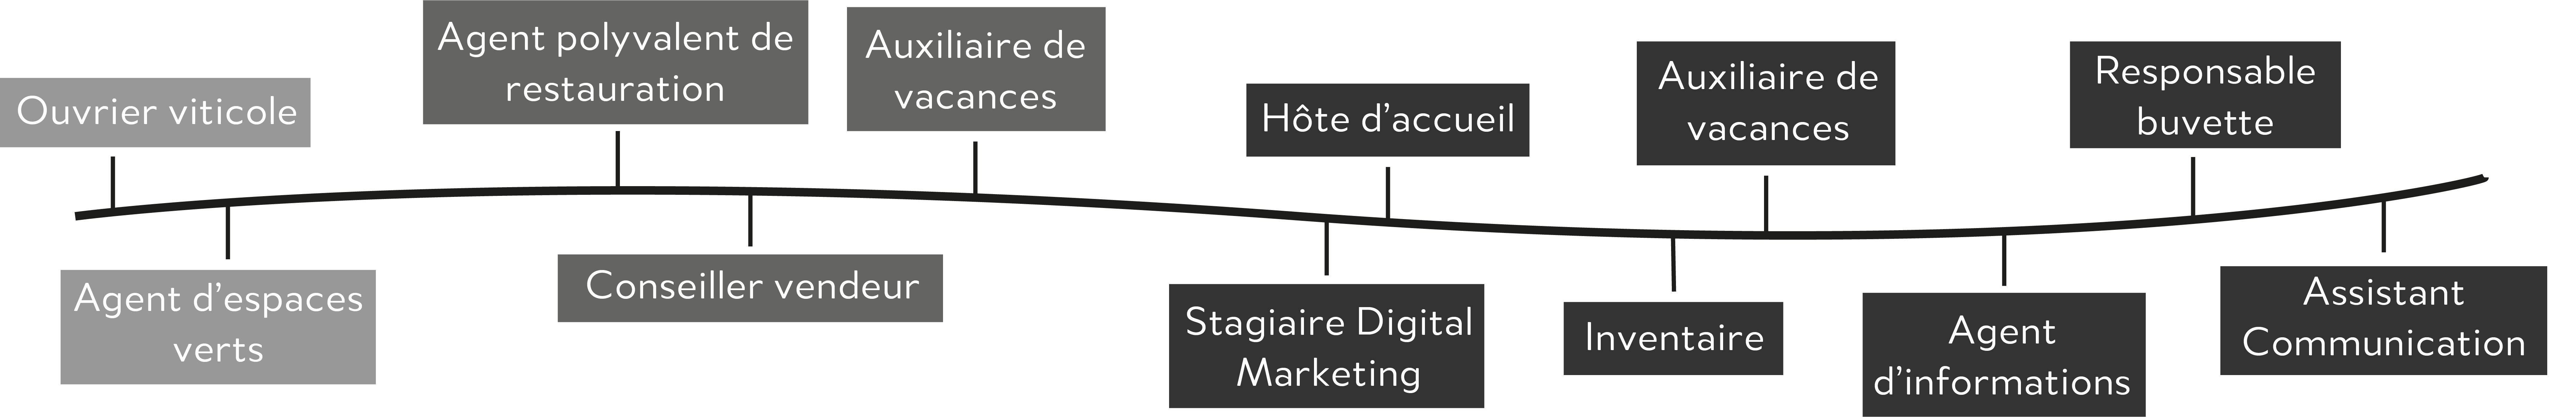 Ouvrier viticole
Agent d'espaces
verts
Agent polyvalent de
restauration
Conseiller vendeur
Auxiliaire de
vacances
Stagiaire Digital
Marketing
Hôte d'accueil
Inventaire
Auxiliaire de
vacances
Agent
d'informations
Responsable
buvette
Assistant
Communication